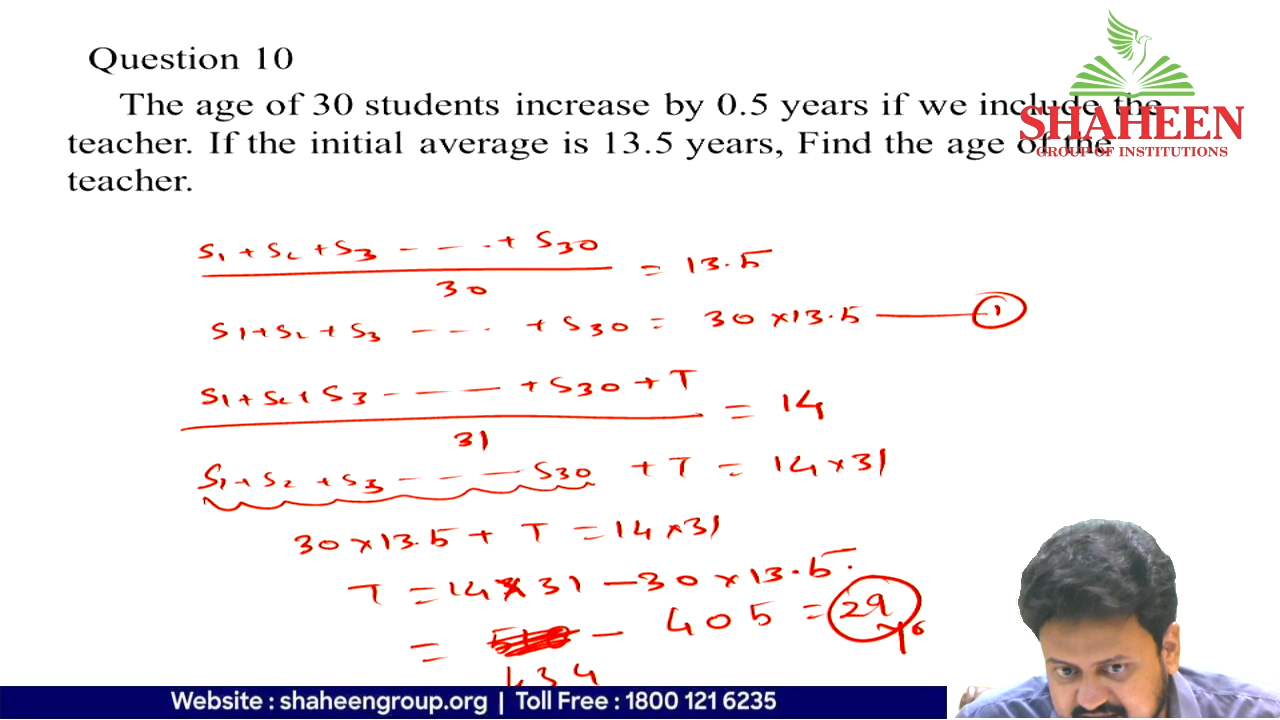 Question 10
The age of 30 students increase by 0.5 years if we include the
teacher. If the initial average is 13.5 years, Find the age of the
teacher.
SHAHEEN
GROUP OF INSTITUTIONS
S1 + S2 + S3 - - - . + S30
30
= 13.5
S1 + S2 + S3 - - - . + S30 = 30 × 13.5 — 1
S1 + S2 + S3 - - - + S30 + T
31
= 14
S1 + S2 + S3 - - - S30 + T = 14 × 31
30 × 13.5 + T = 14 × 31
T = 14 × 31 - 30 × 13.5
= - 405 = 29
434
Website : shaheengroup.org | Toll Free : 1800 121 6235